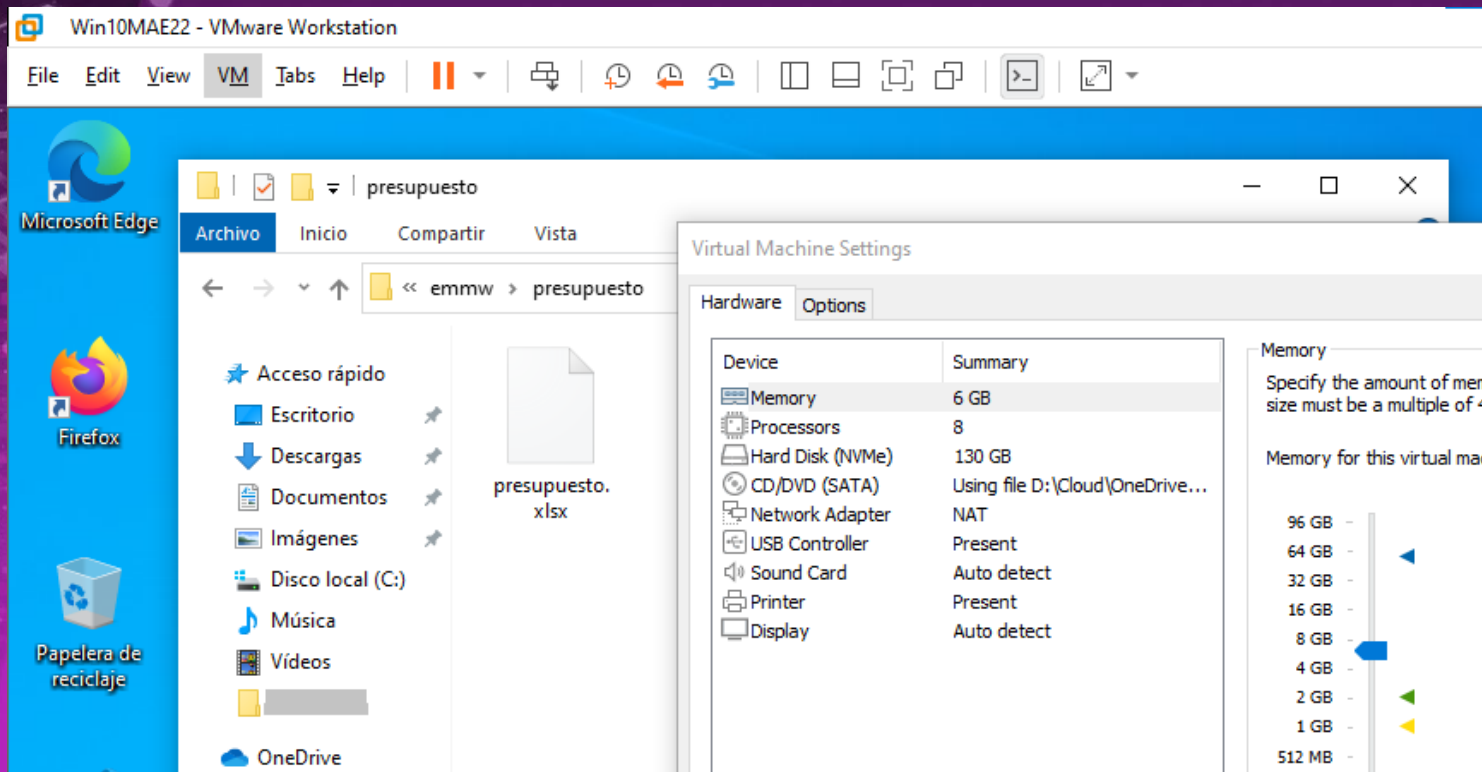 Win10MAE22 - VMware Workstation
File Edit View VM Tabs Help
Microsoft Edge
Firefox
Papelera de
reciclaje
presupuesto
Archivo Inicio Compartir Vista
« emmw > presupuesto
Acceso rápido
Escritorio
Descargas
Documentos
Imágenes
Disco local (C:)
Música
Vídeos
OneDrive
presupuesto.
xlsx
Virtual Machine Settings
Hardware Options
Device Summary
Memory 6 GB
Processors 8
Hard Disk (NVMe) 130 GB
CD/DVD (SATA) Using file D:\Cloud\OneDrive...
Network Adapter NAT
USB Controller Present
Sound Card Auto detect
Printer Present
Display Auto detect
Memory
Specify the amount of
size must be a multiple of
Memory for this virtual
96 GB
64 GB
32 GB
16 GB
8 GB
4 GB
2 GB
1 GB
512 MB